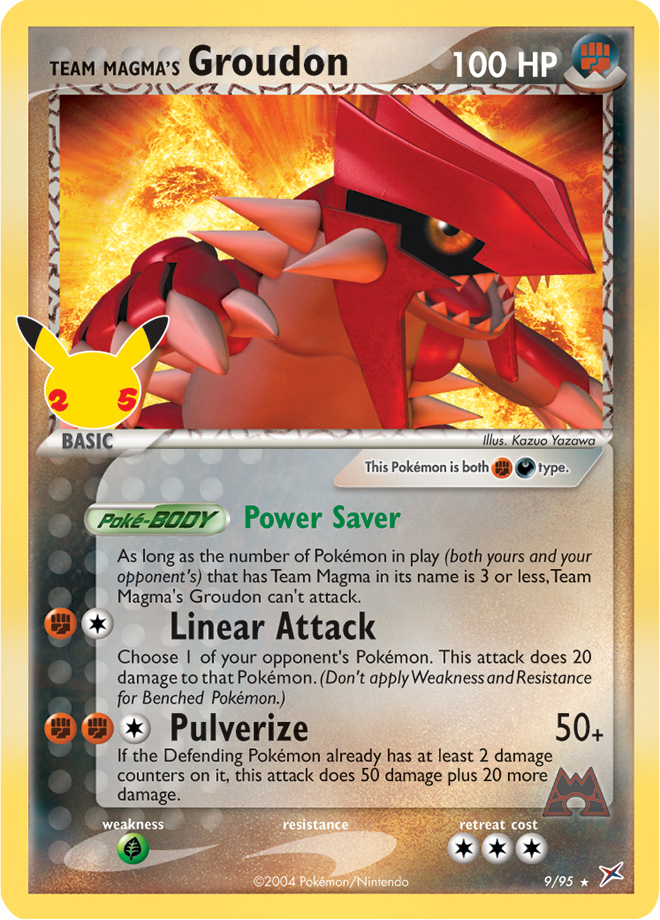 TEAM MAGMA'S Groudon 100 HP
25
BASIC
Illus. Kazuo Yazawa
This Pokémon is both type.
Poké-BODY Power Saver
As long as the number of Pokémon in play (both yours and your
opponent's) that has Team Magma in its name is 3 or less, Team
Magma's Groudon can't attack.
Linear Attack
Choose 1 of your opponent's Pokémon. This attack does 20
damage to that Pokémon. (Don't apply Weakness and Resistance
for Benched Pokémon.)
Pulverize 50+
If the Defending Pokémon already has at least 2 damage
counters on it, this attack does 50 damage plus 20 more
damage.
weakness resistance retreat cost
©2004 Pokémon/Nintendo 9/95 ★